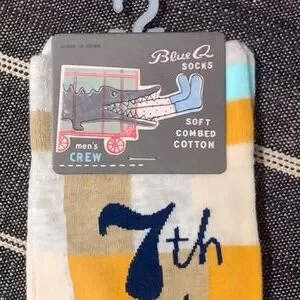 Blue Q
SOCKS
SOFT
COMBED
COTTON
men's
CREW
7th